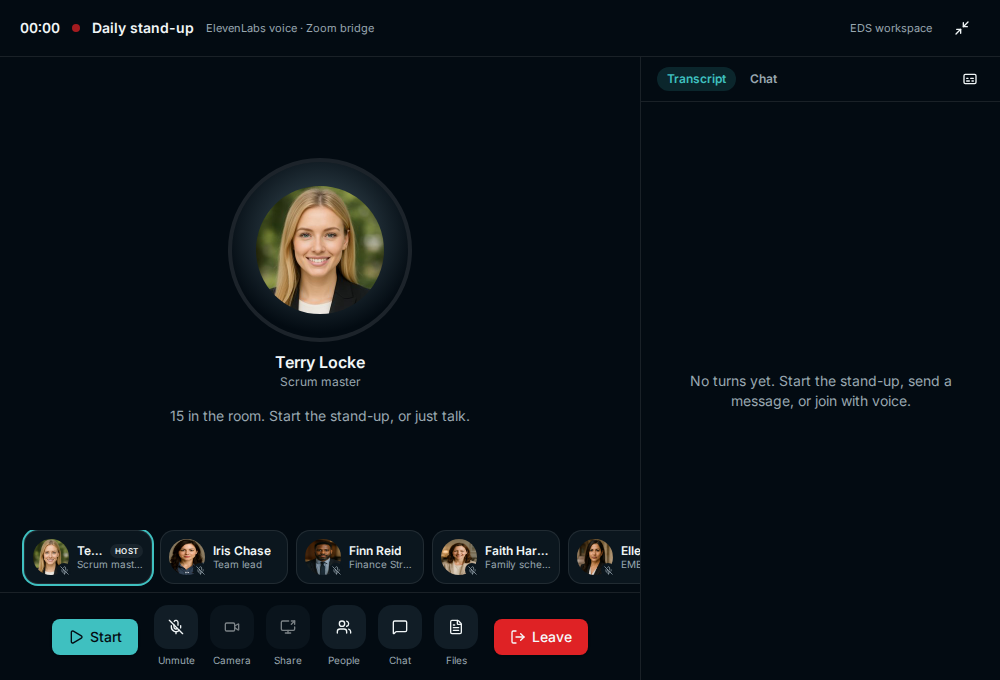 00:00 Daily stand-up ElevenLabs voice · Zoom bridge EDS workspace
Transcript Chat
Terry Locke
Scrum master
15 in the room. Start the stand-up, or just talk.
No turns yet. Start the stand-up, send a
message, or join with voice.
Te... HOST
Scrum mast...
Iris Chase
Team lead
Finn Reid
Finance Str...
Faith Har...
Family sche...
Elle
EME
Start
Unmute
Camera
Share
People
Chat
Files
Leave